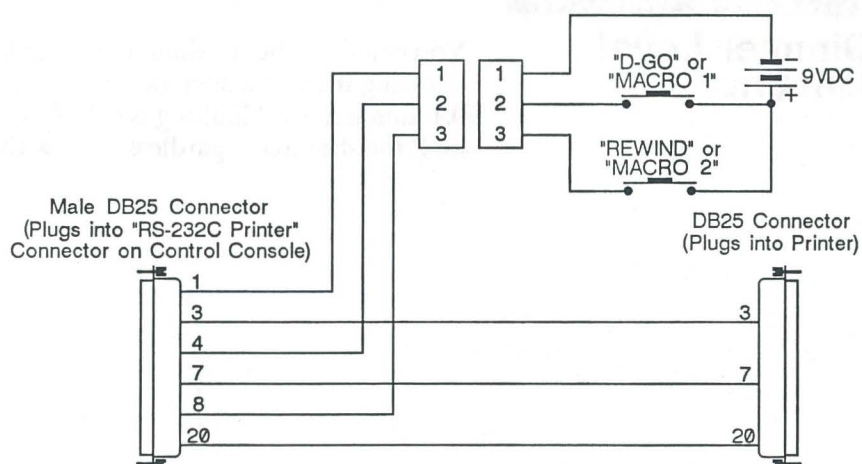 "D-GO" or
"MACRO 1"
9VDC
−
+
1
2
3
1
2
3
"REWIND" or
"MACRO 2"
Male DB25 Connector
(Plugs into "RS-232C Printer"
Connector on Control Console)
DB25 Connector
(Plugs into Printer)
1
3
4
7
8
20
3
7
20